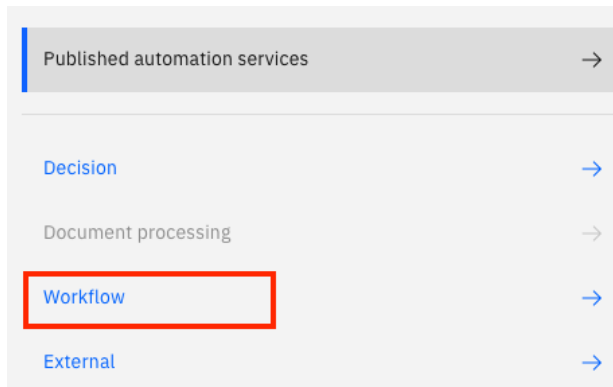 Published automation services
Decision
Document processing
Workflow
External